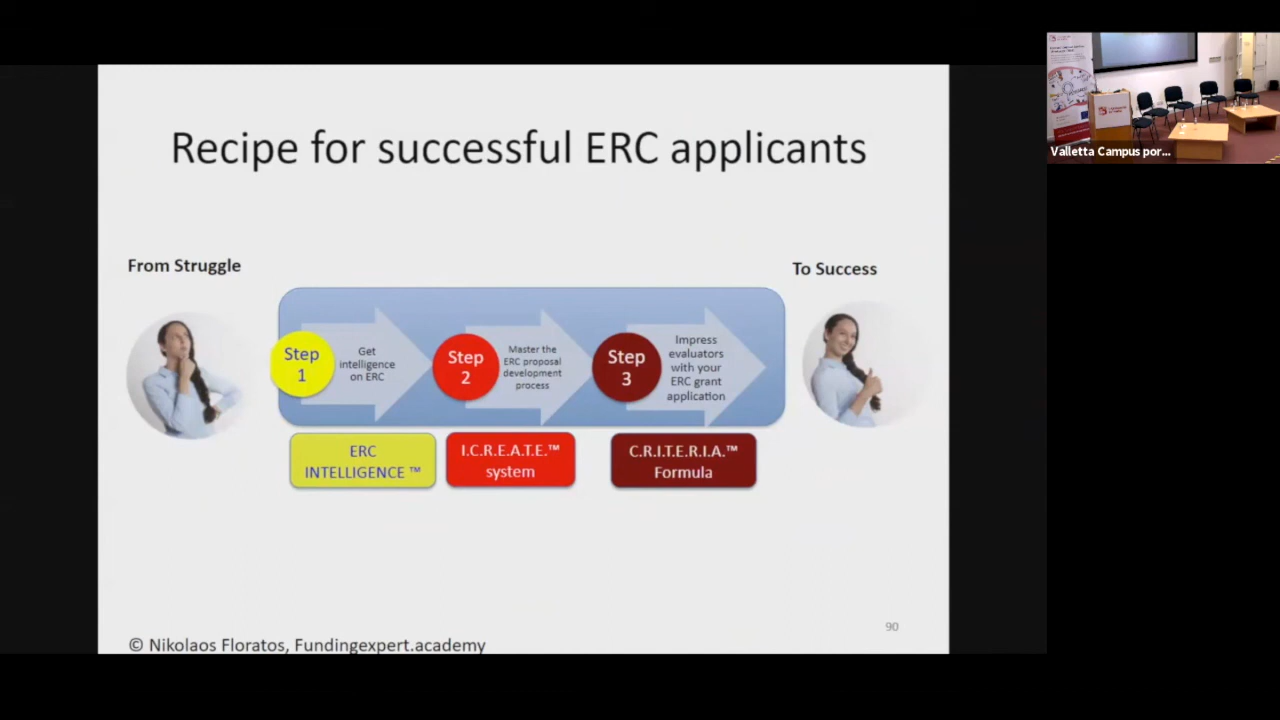 Recipe for successful ERC applicants
From Struggle
To Success
Step
1
Get
intelligence
on ERC
Step
2
Master the
ERC proposal
development
process
Step
3
Impress
evaluators
with your
ERC grant
application
ERC
INTELLIGENCE ™
I.C.R.E.A.T.E.™
system
C.R.I.T.E.R.I.A.™
Formula
90
© Nikolaos Floratos, Fundingexpert.academy
Valletta Campus por...